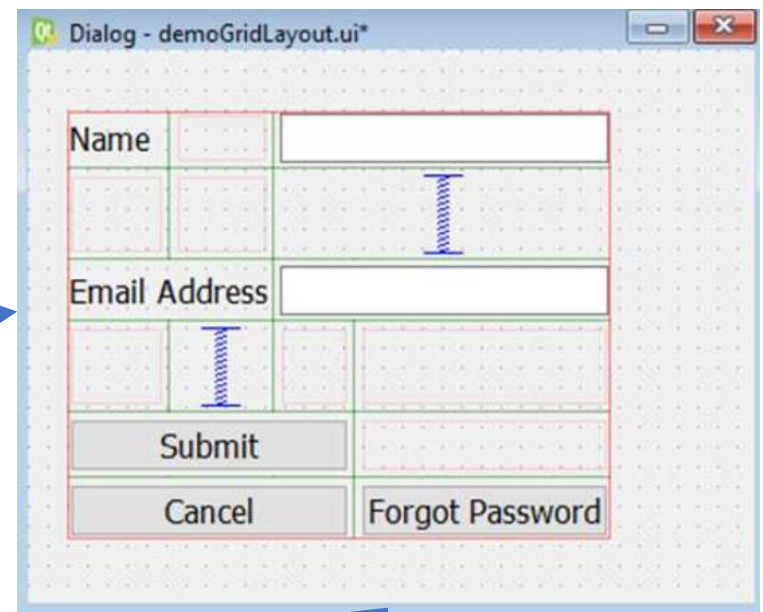 Dialog - demoGridLayout.ui*
Name
Email Address
Submit
Cancel Forgot Password